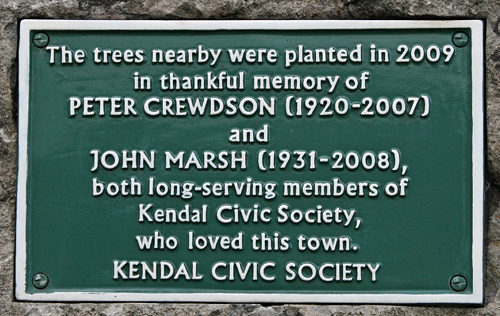 The trees nearby were planted in 2009
in thankful memory of
PETER CREWDSON (1920-2007)
and
JOHN MARSH (1931-2008),
both long-serving members of
Kendal Civic Society,
who loved this town.
KENDAL CIVIC SOCIETY